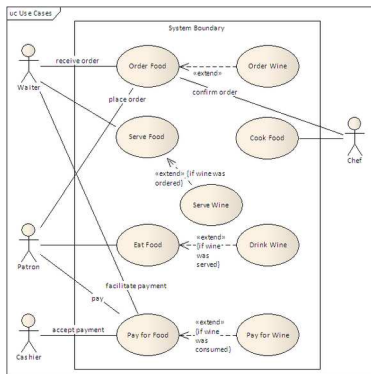 uc Use Cases
System Boundary
receive order
Order Food
Order Wine
«extend»
Waiter
place order
confirm order
Serve Food
Cook Food
Chef
«extend» {if wine was
ordered}
Serve Wine
Eat Food
«extend»
{if wine
was
served}
Drink Wine
Patron
facilitate payment
pay
accept payment
Pay for Food
«extend»
{if wine
was
consumed}
Pay for Wine
Cashier